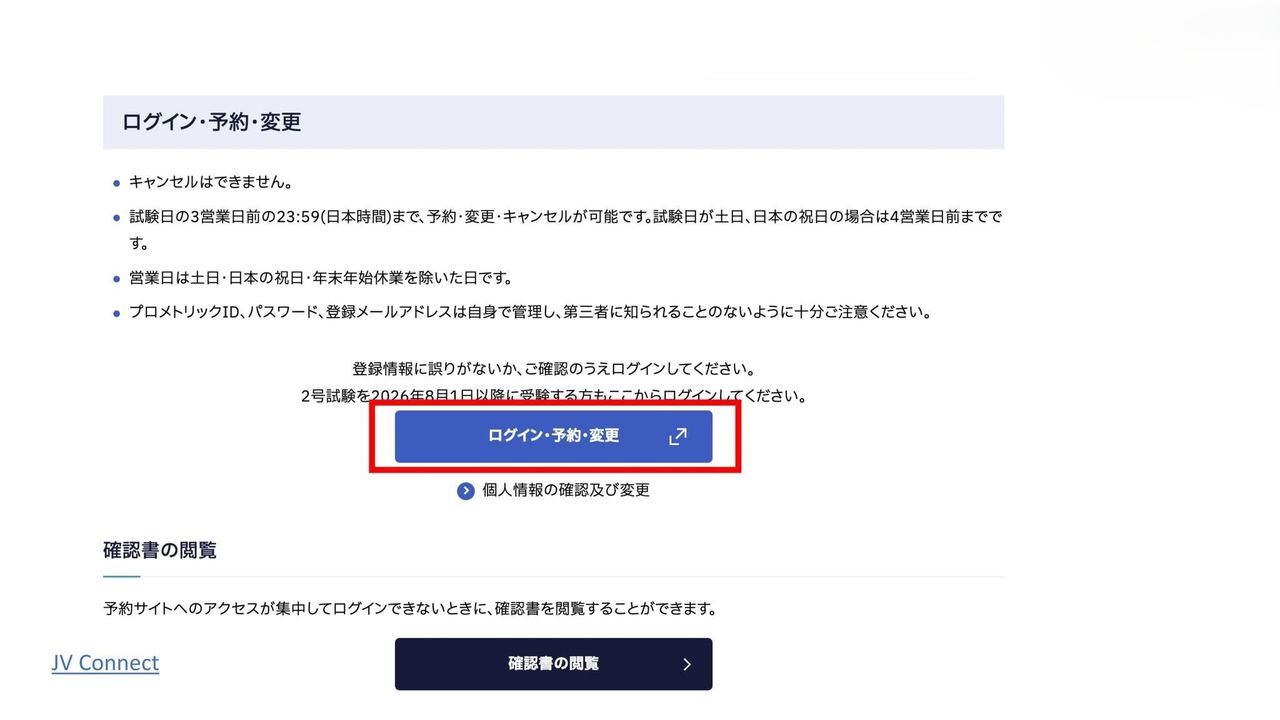 ログイン・予約・変更
キャンセルはできません。
試験日の3営業日前の23:59(日本時間)まで、予約・変更・キャンセルが可能です。試験日が土日、日本の祝日の場合は4営業日前までで
す。
営業日は土日・日本の祝日・年末年始休業を除いた日です。
プロメトリックID、パスワード、登録メールアドレスは自身で管理し、第三者に知られることのないように十分ご注意ください。
登録情報に誤りがないか、ご確認のうえログインしてください。
2号試験を2026年8月1日以降に受験する方もここからログインしてください。
ログイン・予約・変更
個人情報の確認及び変更
確認書の閲覧
予約サイトへのアクセスが集中してログインできないときに、確認書を閲覧することができます。
確認書の閲覧
JV Connect